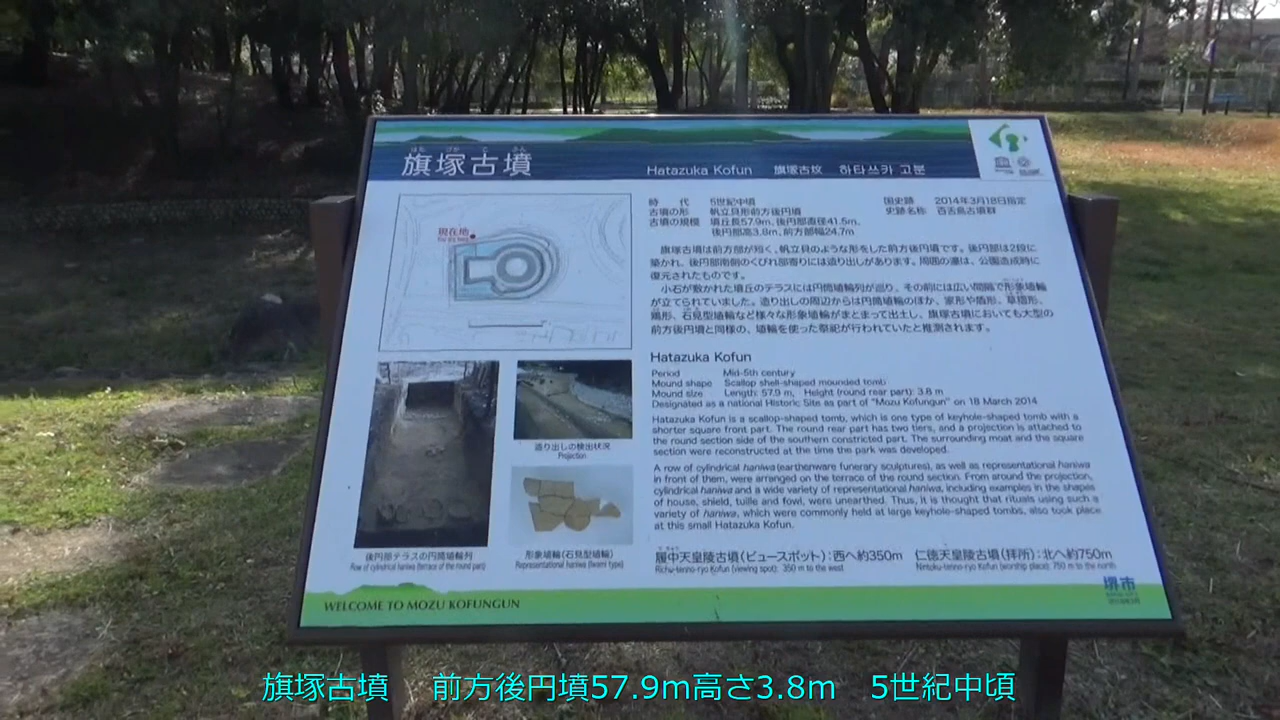 はたづかこふん
旗塚古墳
Hatazuka Kofun 旗塚古坟 하타쓰카 고분
現在地
時 代 5世紀中頃
古墳の形 帆立貝形前方後円墳
古墳の規模 墳丘長57.9m、後円部直径41.5m、
後円部高3.8m、前方部幅24.7m
国史跡 2014年3月18日指定
史跡名称 百舌鳥古墳群
旗塚古墳は前方部が短く、帆立貝のような形をした前方後円墳です。後円部は2段に
築かれ、後円部南側のくびれ部寄りには造り出しがあります。周囲の濠は、公園造成時に
復元されたものです。
小石が敷かれた墳丘のテラスには円筒埴輪列が巡り、その前には広い間隔で形象埴輪
が立てられていました。造り出しの周辺からは円筒埴輪のほか、家形や盾形、草摺形、
鶏形、石見型埴輪など様々な形象埴輪がまとまって出土し、旗塚古墳においても大型の
前方後円墳と同様の、埴輪を使った祭祀が行われていたと推測されます。
Hatazuka Kofun
Period Mid-5th century
Mound shape Scallop shell-shaped mounded tomb
Mound size Length: 57.9 m, Height (round rear part): 3.8 m
Designated as a national Historic Site as part of "Mozu Kofungun" on 18 March 2014
Hatazuka Kofun is a scallop-shaped tomb, which is one type of keyhole-shaped tomb with a
shorter square front part. The round rear part has two tiers, and a projection is attached to
the round section side of the southern constricted part. The surrounding moat and the square
section were reconstructed at the time the park was developed.
A row of cylindrical haniwa (earthenware funerary sculptures), as well as representational haniwa
in front of them, were arranged on the terrace of the round section. From around the projection,
cylindrical haniwa and a wide variety of representational haniwa, including examples in the shapes
of house, shield, tuille and fowl, were unearthed. Thus, it is thought that rituals using such a
variety of haniwa, which were commonly held at large keyhole-shaped tombs, also took place
at this small Hatazuka Kofun.
造り出しの検出状況
Projection
後円部テラスの円筒埴輪列
Row of cylindrical haniwa (terrace of the round part)
形象埴輪(石見型埴輪)
Representational haniwa (Iwami type)
履中天皇陵古墳(ビュースポット):西へ約350m
Richu-tenno-ryo Kofun (viewing spot): 350 m to the west
仁徳天皇陵古墳(拝所):北へ約750m
Nintoku-tenno-ryo Kofun (worship place): 750 m to the north
堺市
WELCOME TO MOZU KOFUNGUN
旗塚古墳 前方後円墳57.9m高さ3.8m 5世紀中頃